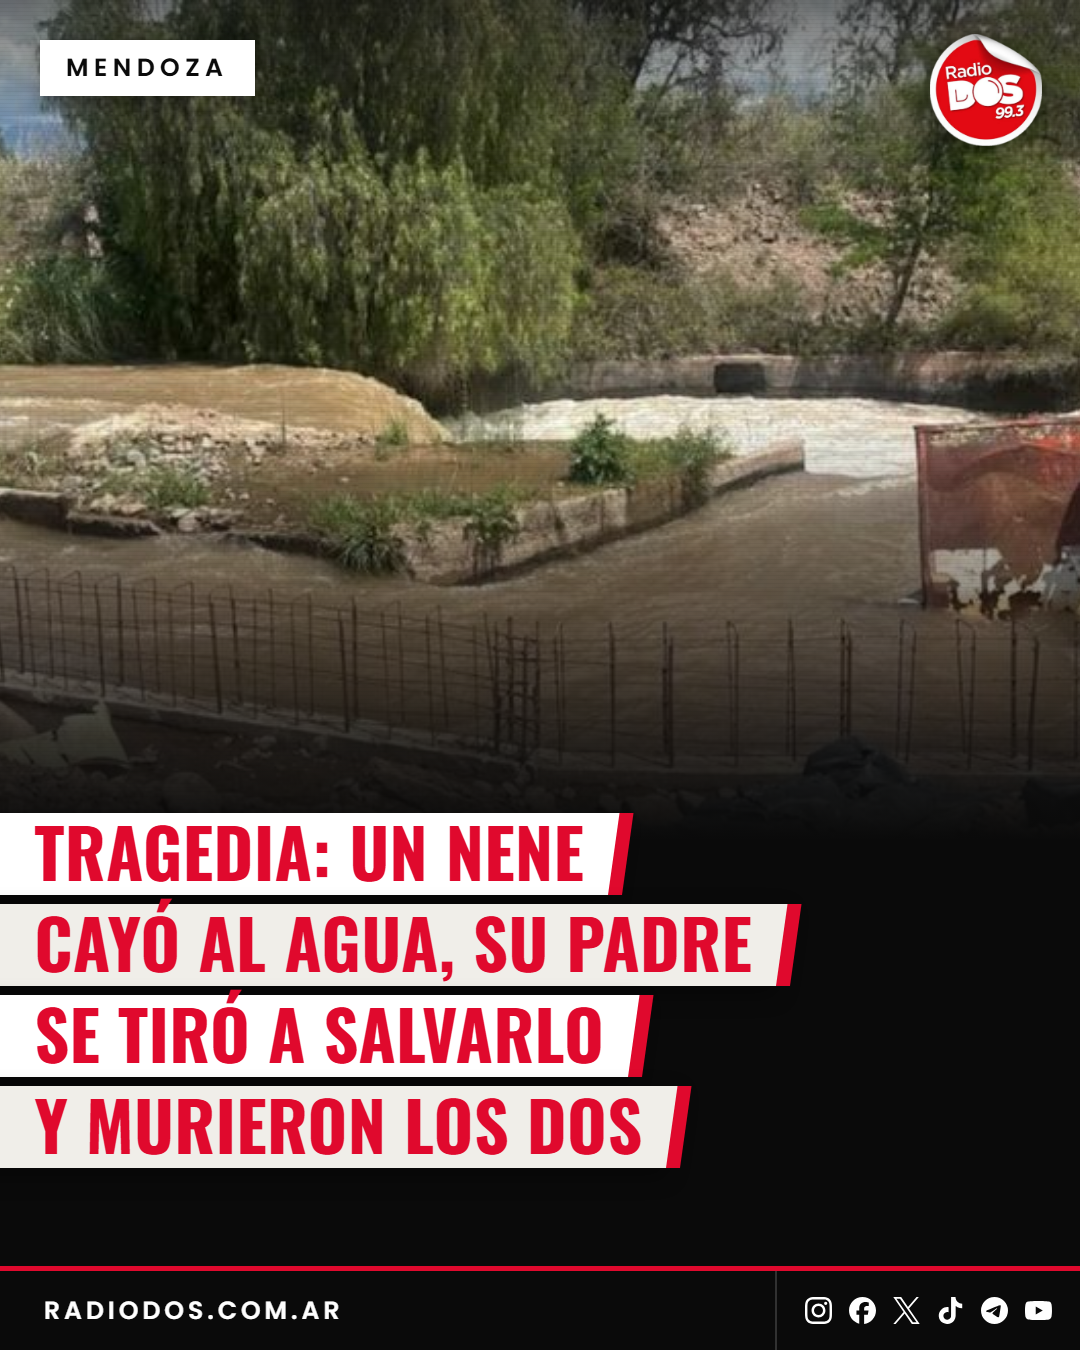 MENDOZA
Radio
DOS
99.3
TRAGEDIA: UN NENE
CAYÓ AL AGUA, SU PADRE
SE TIRÓ A SALVARLO
Y MURIERON LOS DOS
RADIODOS.COM.AR